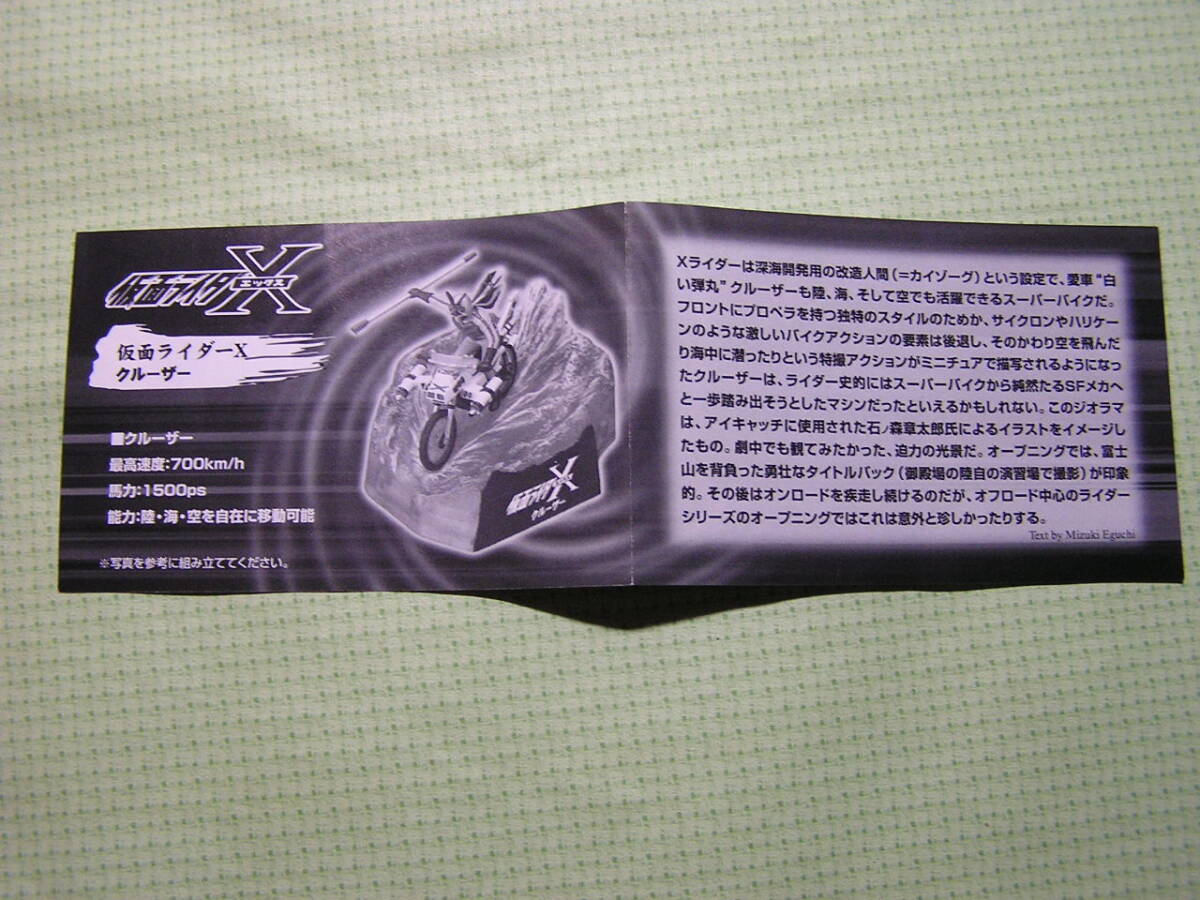 仮面ライダーX
エックス
仮面ライダーX
クルーザー
■クルーザー
最高速度:700km/h
馬力:1500ps
能力:陸・海・空を自在に移動可能
※写真を参考に組み立ててください。
仮面ライダーX
クルーザー
Xライダーは深海開発用の改造人間(=カイゾーグ)という設定で、愛車“白
い弾丸”クルーザーも陸、海、そして空でも活躍できるスーパーバイクだ。
フロントにプロペラを持つ独特のスタイルのためか、サイクロンやハリケー
ンのような激しいバイクアクションの要素は後退し、そのかわり空を飛んだ
り海中に潜ったりという特撮アクションがミニチュアで描写されるようになっ
たクルーザーは、ライダー史的にはスーパーバイクから純然たるSFメカへ
と一歩踏み出そうとしたマシンだったといえるかもしれない。このジオラマ
は、アイキャッチに使用された石ノ森章太郎氏によるイラストをイメージし
たもの。劇中でも観てみたかった、迫力の光景だ。オープニングでは、富士
山を背負った勇壮なタイトルバック(御殿場の陸自の演習場で撮影)が印象
的。その後はオンロードを疾走し続けるのだが、オフロード中心のライダー
シリーズのオープニングではこれは意外と珍しかったりする。
Text by Mizuki Eguchi